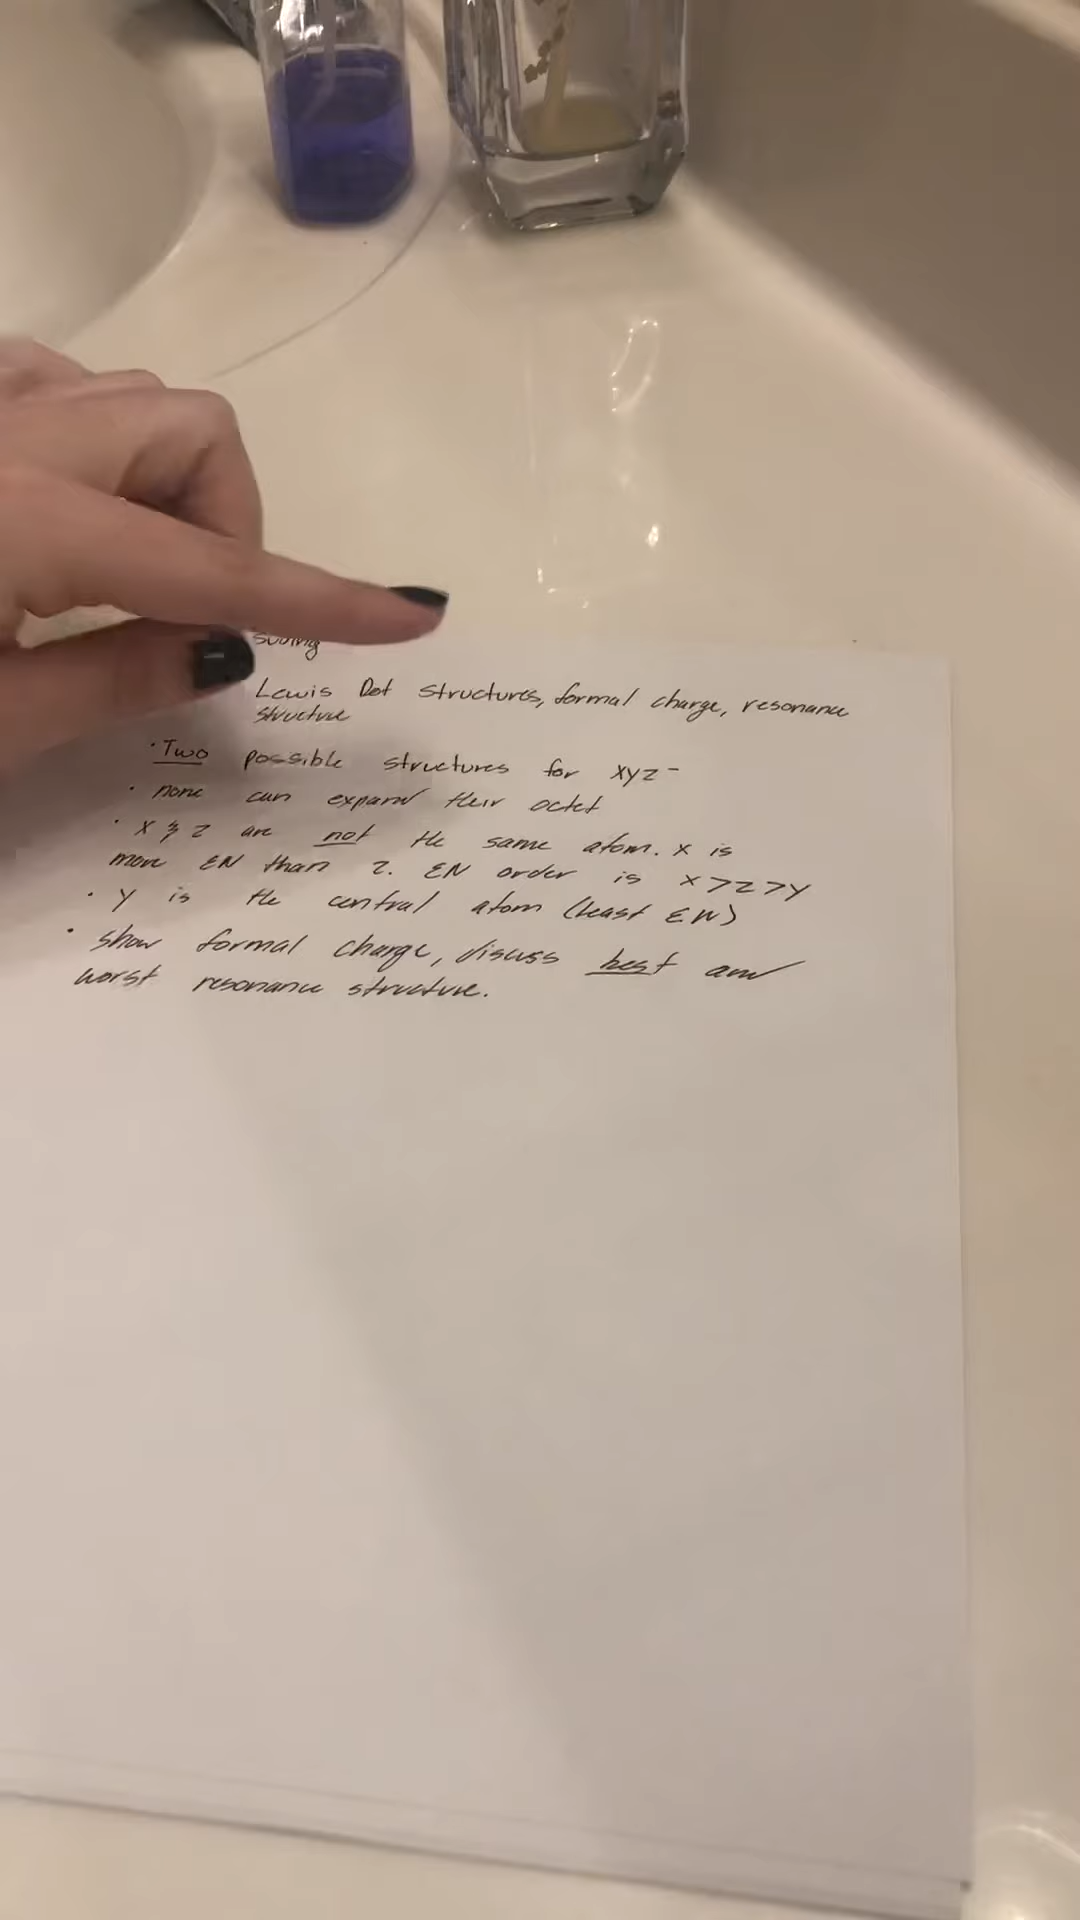 solving
Lewis Dot structures, formal charge, resonance
structure
· Two possible structures for xyz⁻
· none can expand their octet
· x & z are not the same atom. x is
more EN than z. EN order is x>z>y
· y is the central atom (least EN)
· show formal charge, discuss best and
worst resonance structure.